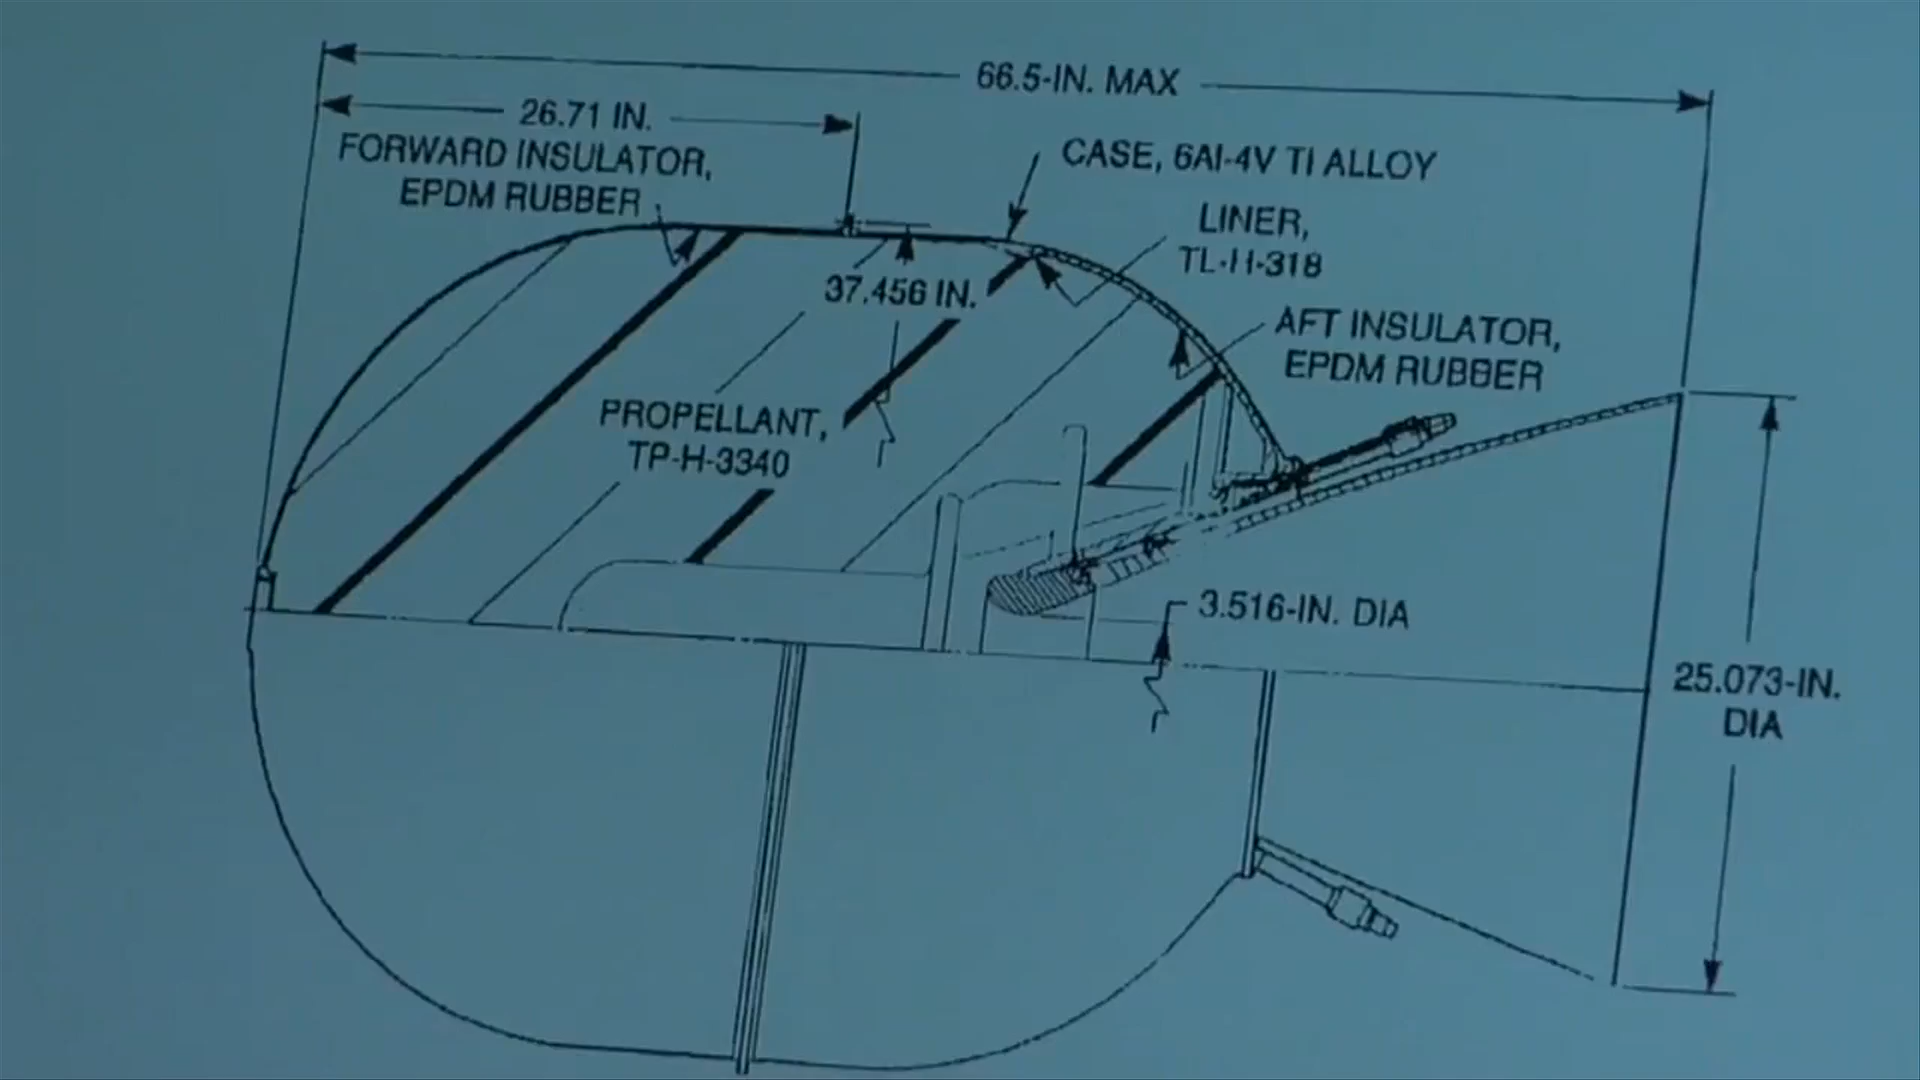 66.5-IN. MAX
26.71 IN.
FORWARD INSULATOR,
EPDM RUBBER
CASE, 6Al-4V TI ALLOY
LINER,
TL-H-318
37.456 IN.
AFT INSULATOR,
EPDM RUBBER
PROPELLANT,
TP-H-3340
3.516-IN. DIA
25.073-IN.
DIA